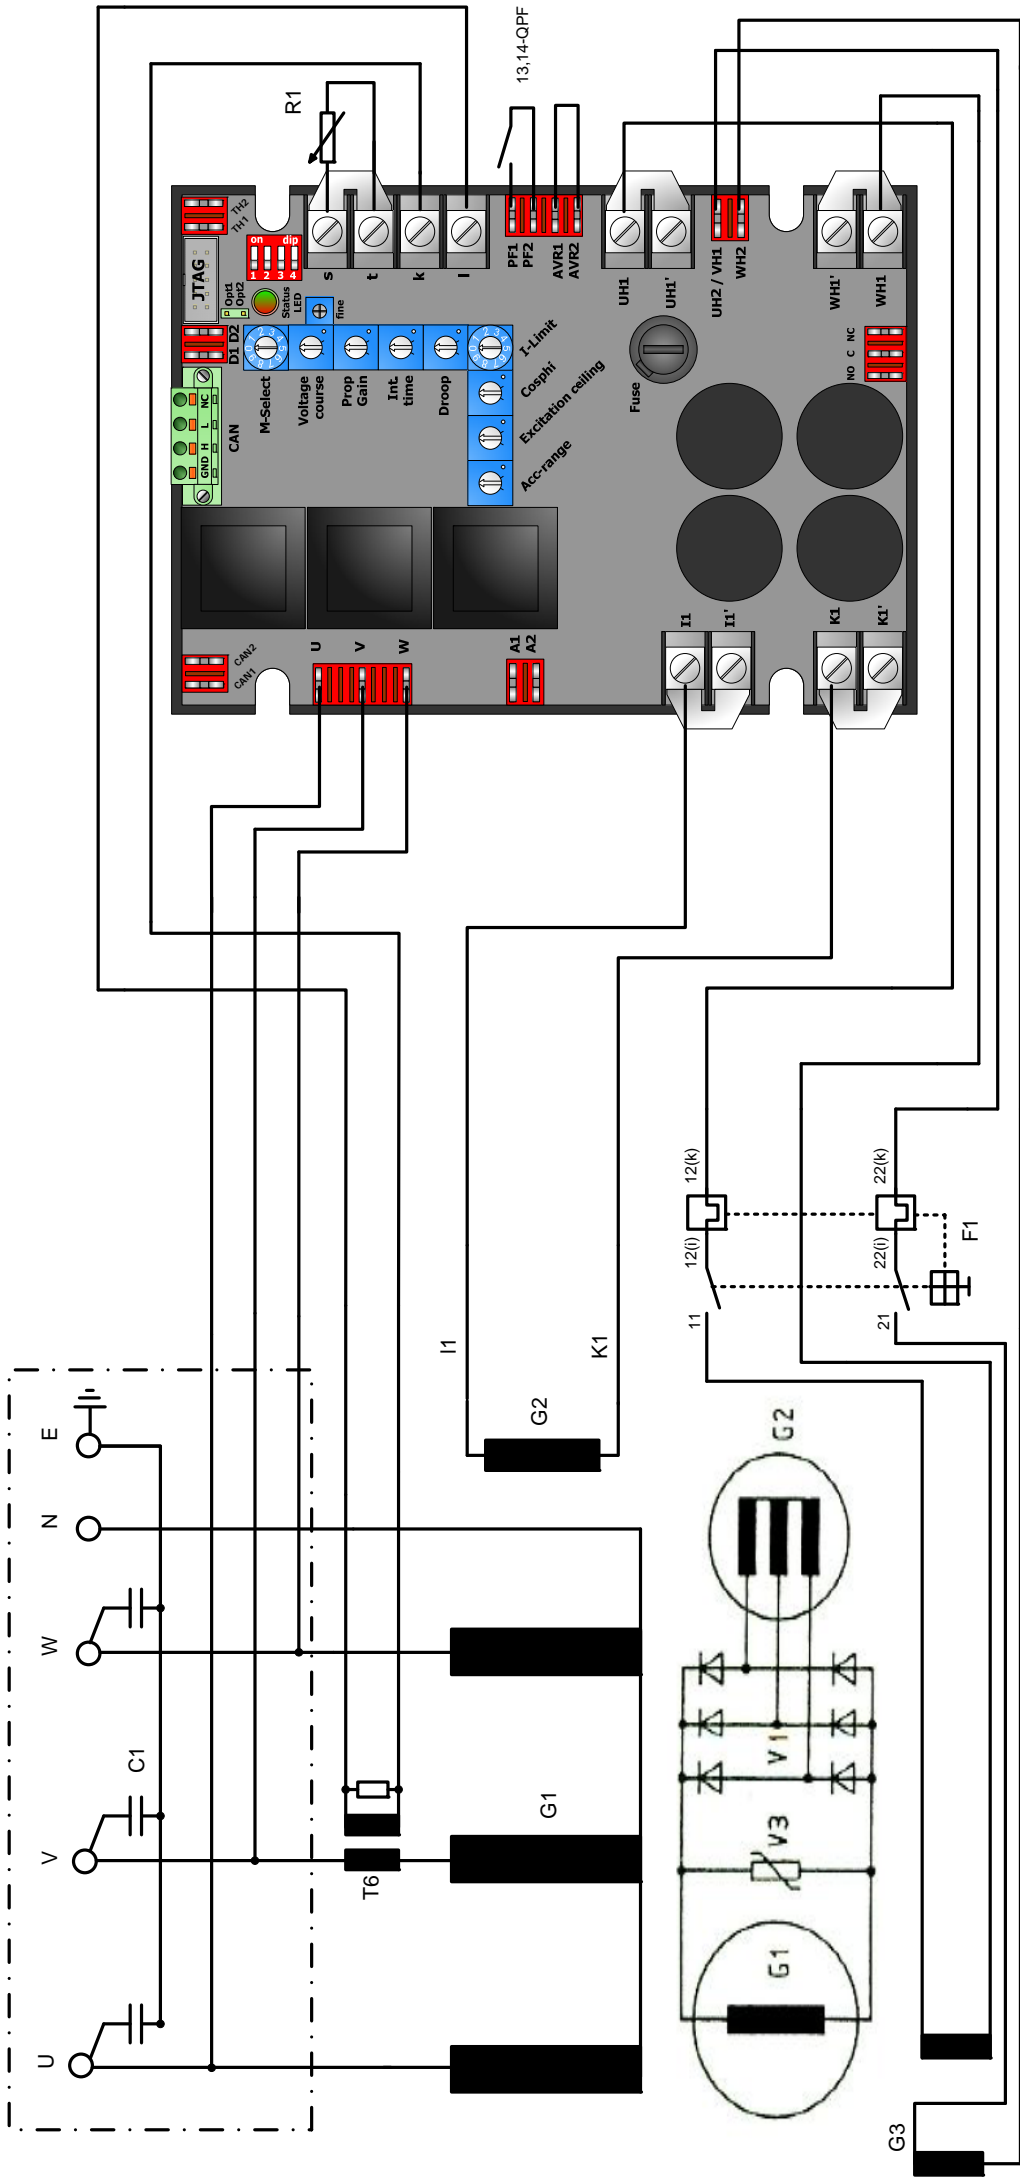 13,14-QPF
R1
TH2
TH1
JTAG
on
dip
1 2 3 4
Opt1
Opt2
Status
LED
fine
D1 D2
s
t
k
l
PF1
PF2
AVR1
AVR2
UH1
UH1'
UH2 / VH1
WH2
WH1'
WH1
NO C NC
Fuse
M-Select
Voltage
course
Prop
Gain
Int.
time
Droop
I-Limit
Cosphi
Excitation ceiling
Acc-range
GND H L NC
CAN
CAN2
CAN1
U
V
W
A1
A2
I1
I1'
K1
K1'
12(k)
22(k)
12(i)
22(i)
F1
11
21
I1
K1
G2
E
N
W
V
U
C1
T6
G1
G2
V1
V3
G1
G3